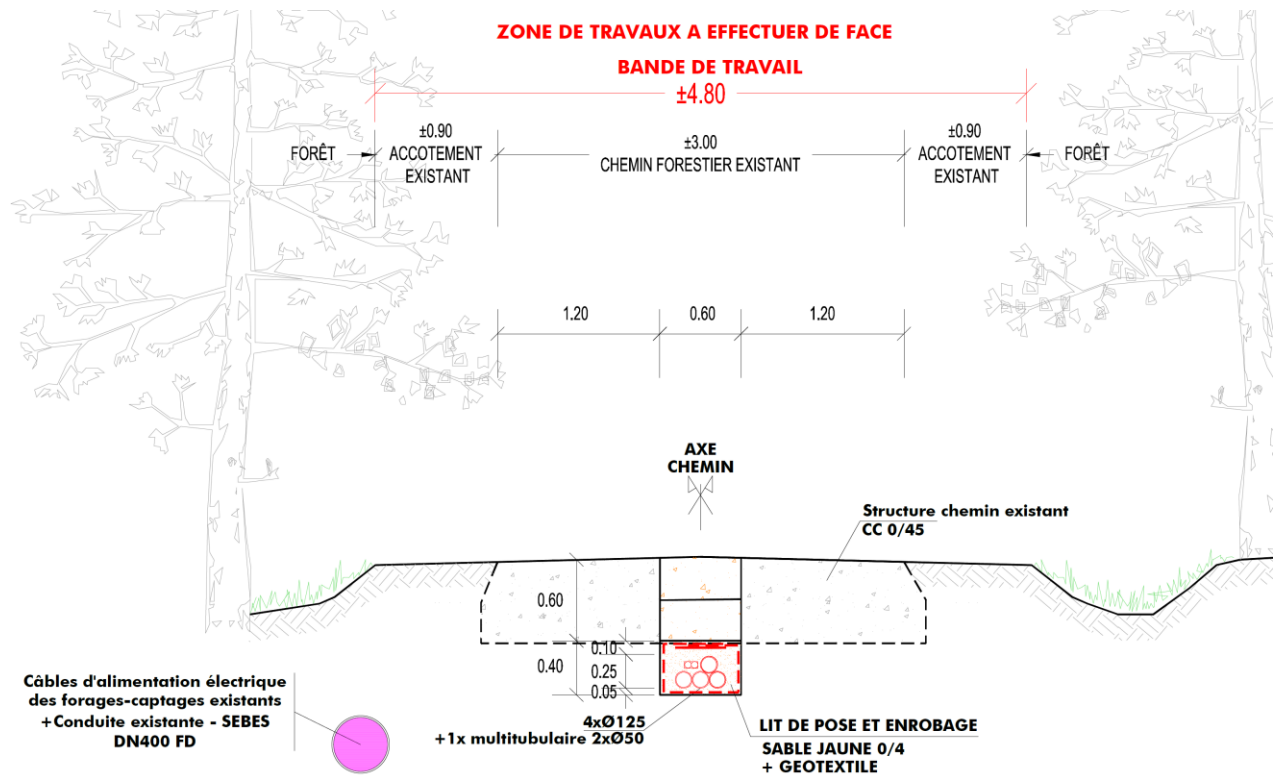 ZONE DE TRAVAUX A EFFECTUER DE FACE
BANDE DE TRAVAIL
±4.80
FORÊT
±0.90
ACCOTEMENT
EXISTANT
±3.00
CHEMIN FORESTIER EXISTANT
±0.90
ACCOTEMENT
EXISTANT
FORÊT
1.20
0.60
1.20
AXE
CHEMIN
Structure chemin existant
CC 0/45
0.60
0.40
0.10
0.25
0.05
4xØ125
+1x multitubulaire 2xØ50
LIT DE POSE ET ENROBAGE
SABLE JAUNE 0/4
+ GEOTEXTILE
Câbles d'alimentation électrique
des forages-captages existants
+Conduite existante - SEBES
DN400 FD